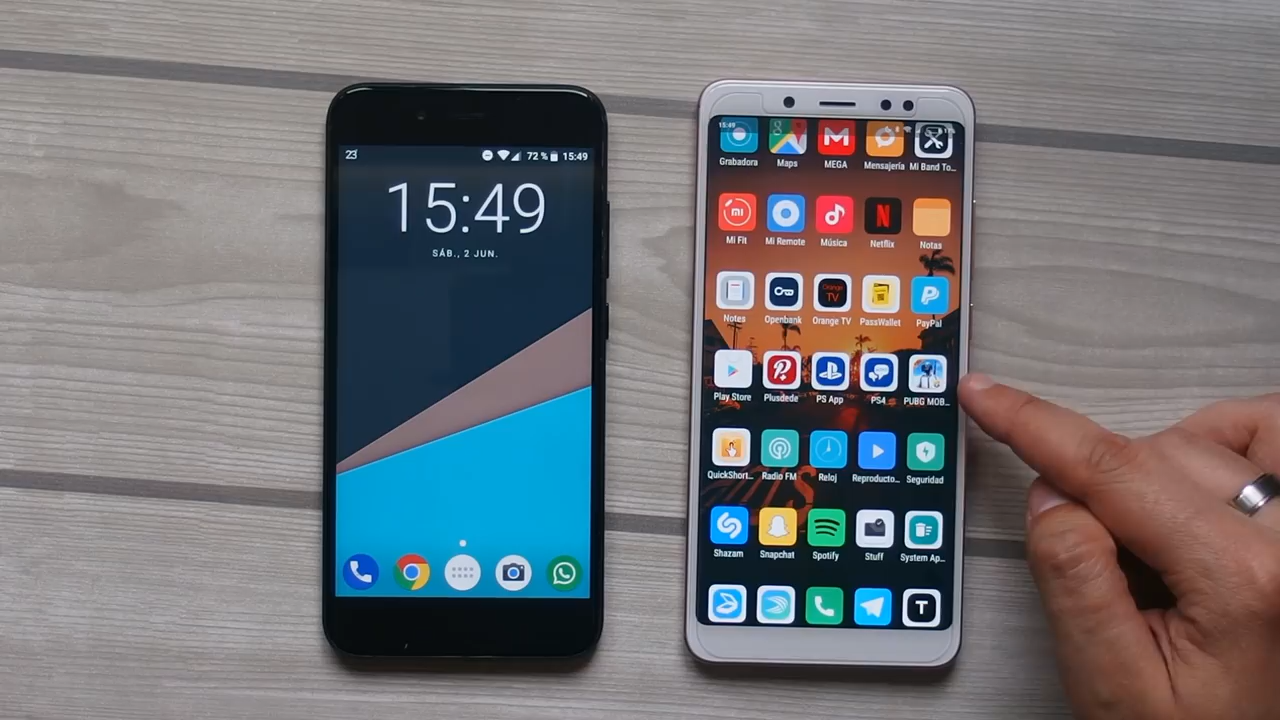 23
72 %
15:49
15:49
SÁB., 2 JUN.
15:49
Grabadora
Maps
MEGA
Mensajería
Mi Band To...
Mi Fit
Mi Remote
Música
Netflix
Notas
Notes
Openbank
Orange TV
PassWallet
PayPal
Play Store
Plusdede
PS App
PS4
PUBG MOB...
QuickShort...
Radio FM
Reloj
Reproducto...
Seguridad
Shazam
Snapchat
Spotify
Stuff
System Ap...
T